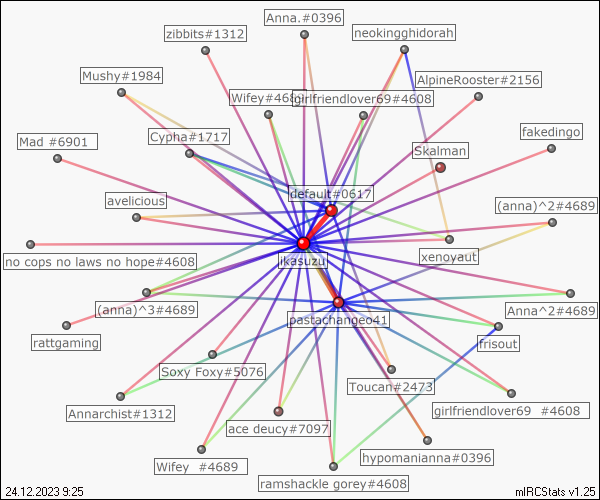 Anna.#0396
zibbits#1312
neokingghidorah
Mushy#1984
AlpineRooster#2156
Wifey#468
girlfriendlover69#4608
Cypha#1717
fakedingo
Mad #6901
Skalman
default#0617
avelicious
(anna)^2#4689
no cops no laws no hope#4608
ikasuzu
xenoyaut
(anna)^3#4689
Anna^2#4689
pastachangeo41
rattgaming
frisout
Soxy Foxy#5076
Toucan#2473
Annarchist#1312
girlfriendlover69 #4608
ace deucy#7097
Wifey #4689
hypomanianna#0396
ramshackle gorey#4608
24.12.2023 9:25
mIRCStats v1.25